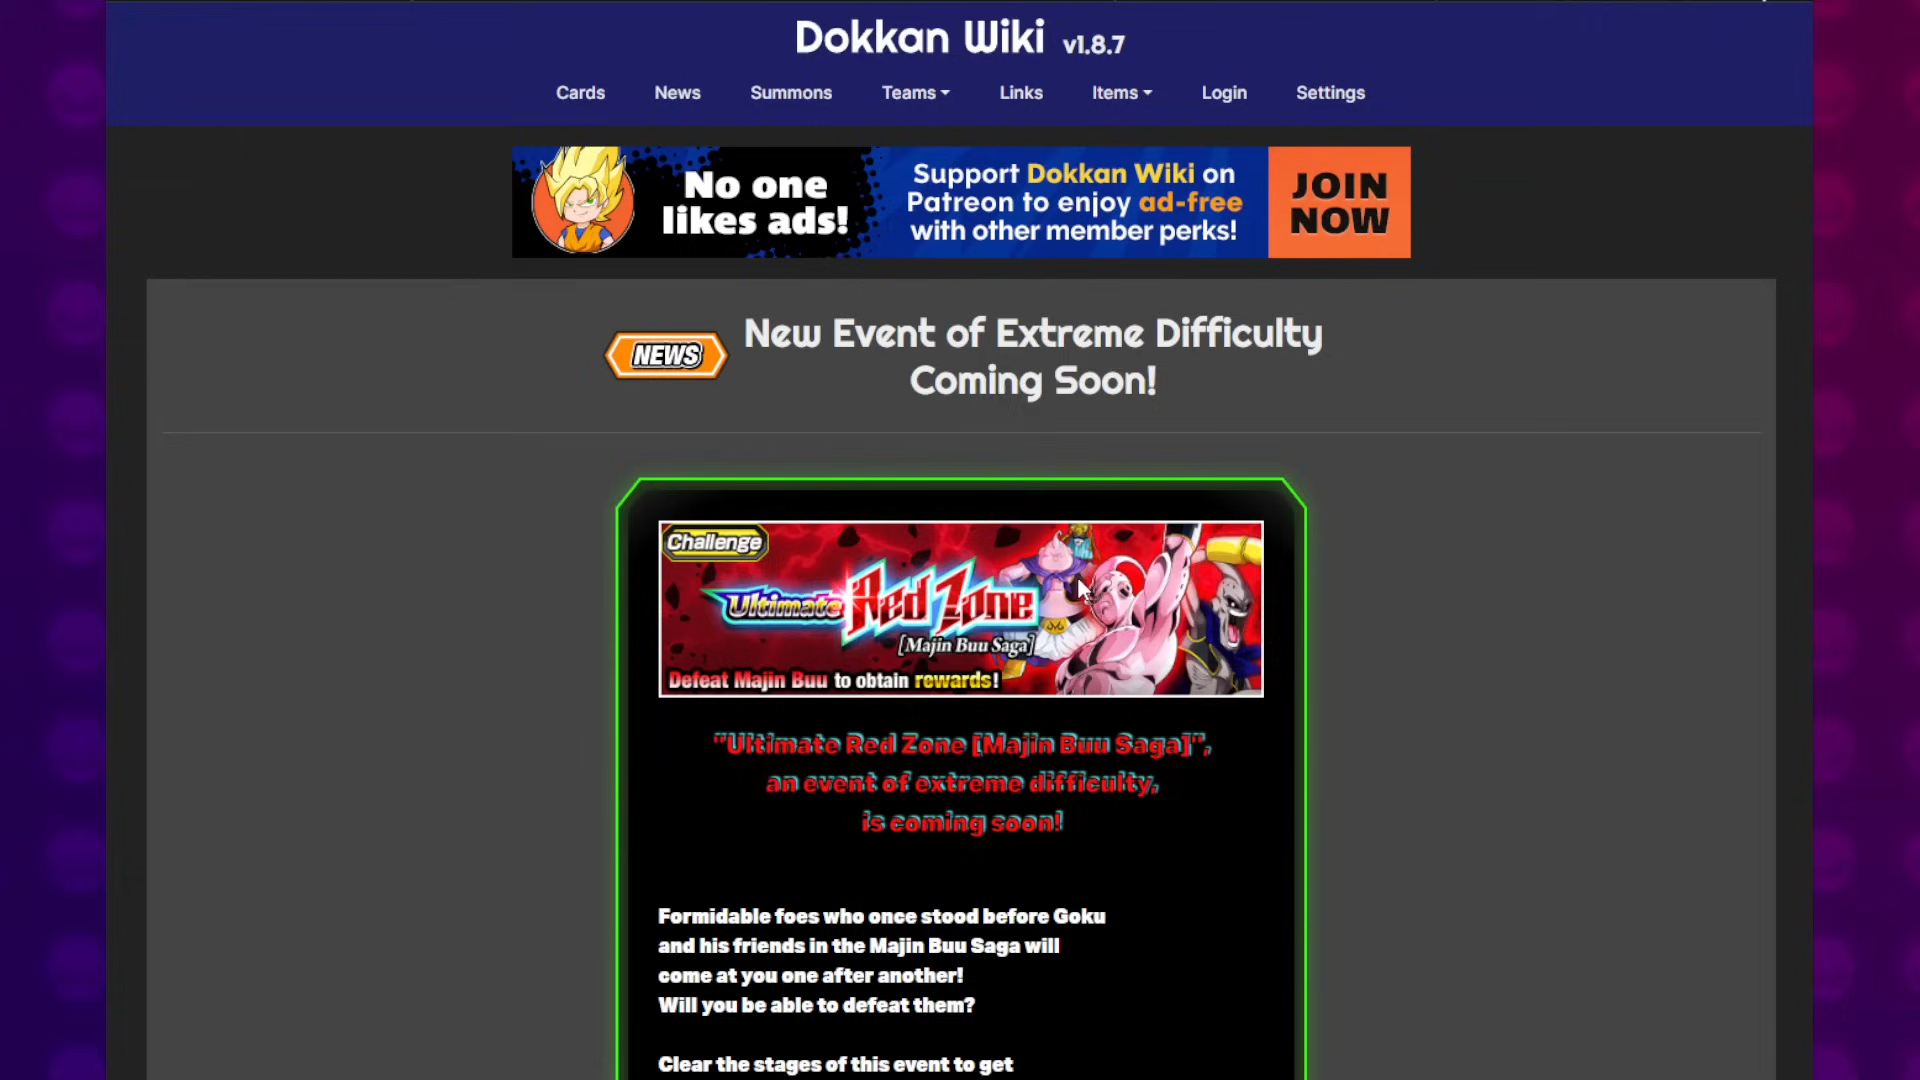 Dokkan Wiki v1.8.7
Cards News Summons Teams Links Items Login Settings
No one
likes ads!
Support Dokkan Wiki on
Patreon to enjoy ad-free
with other member perks!
JOIN
NOW
NEWS
New Event of Extreme Difficulty
Coming Soon!
Challenge
Ultimate Red Zone
[Majin Buu Saga]
Defeat Majin Buu to obtain rewards!
"Ultimate Red Zone [Majin Buu Saga]",
an event of extreme difficulty,
is coming soon!
Formidable foes who once stood before Goku
and his friends in the Majin Buu Saga will
come at you one after another!
Will you be able to defeat them?
Clear the stages of this event to get